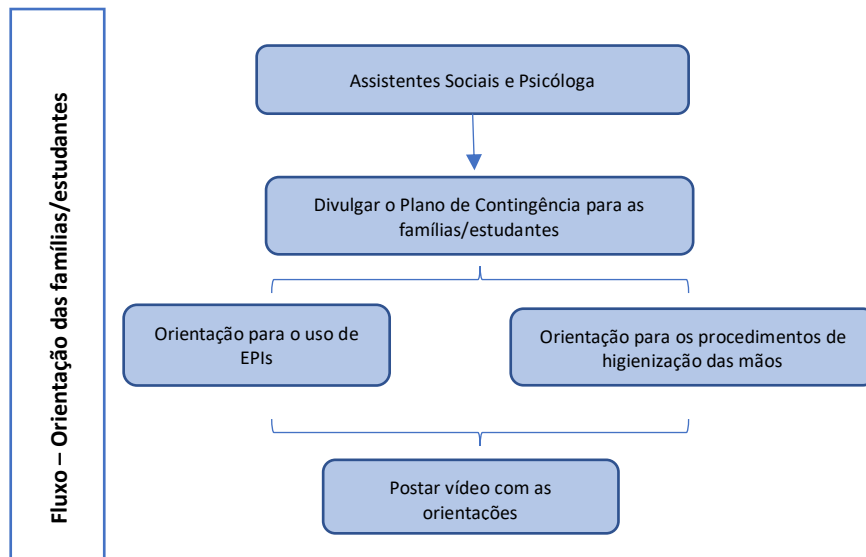 Fluxo – Orientação das famílias/estudantes
Assistentes Sociais e Psicóloga
Divulgar o Plano de Contingência para as
famílias/estudantes
Orientação para o uso de
EPIs
Orientação para os procedimentos de
higienização das mãos
Postar vídeo com as
orientações